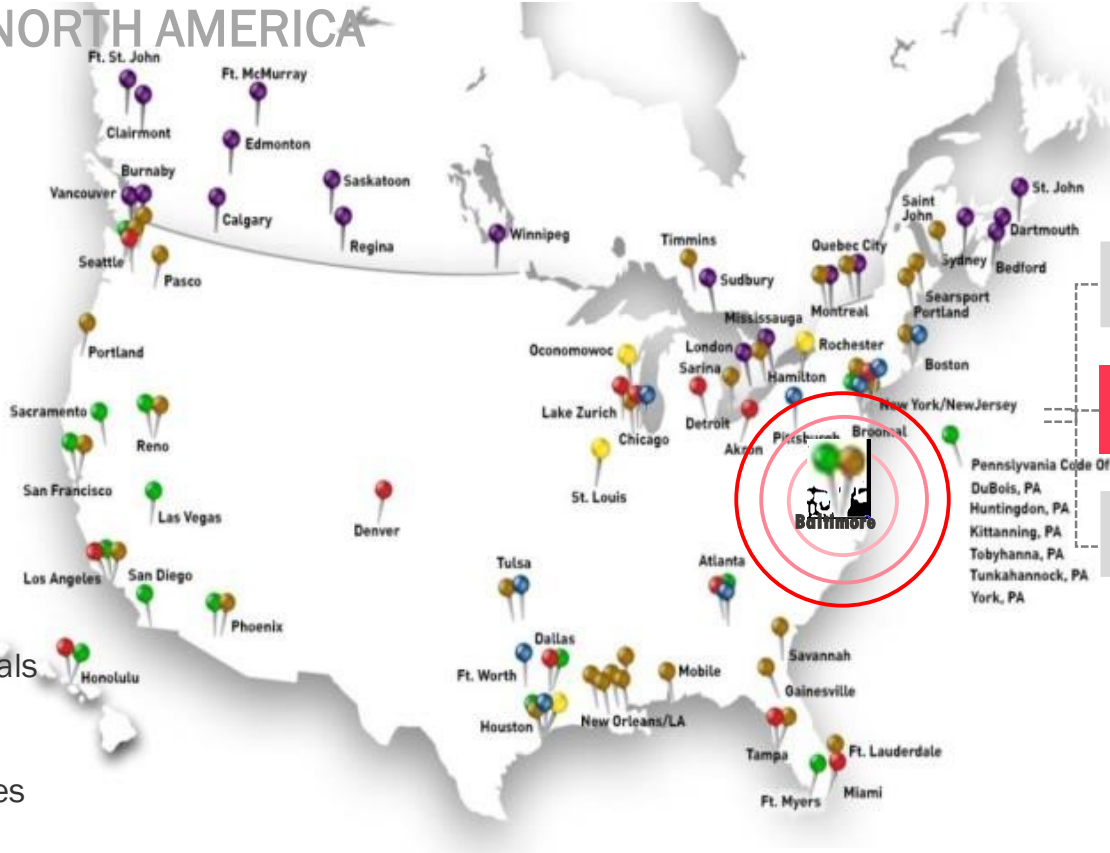 NORTH AMERICA
Ft. St. John
Ft. McMurray
Clairmont
Edmonton
Burnaby
Vancouver
Saskatoon
Calgary
Regina
Winnipeg
Seattle
Pasco
Portland
Sacramento
Reno
San Francisco
Las Vegas
Los Angeles
San Diego
Phoenix
Honolulu
Denver
Timmins
Sudbury
Mississauga
London
Sarina
Hamilton
Oconomowoc
Lake Zurich
Chicago
Detroit
Akron
St. Louis
Quebec City
Montreal
Rochester
Saint
John
St. John
Dartmouth
Sydney
Bedford
Searsport
Portland
Boston
New York/NewJersey
Pittsburgh
Broomal
Baltimore
Pennslyvania Code Of
DuBois, PA
Huntingdon, PA
Kittanning, PA
Tobyhanna, PA
Tunkahannock, PA
York, PA
Tulsa
Atlanta
Dallas
Ft. Worth
Houston
New Orleans/LA
Mobile
Savannah
Gainesville
Tampa
Ft. Lauderdale
Ft. Myers
Miami
als
es